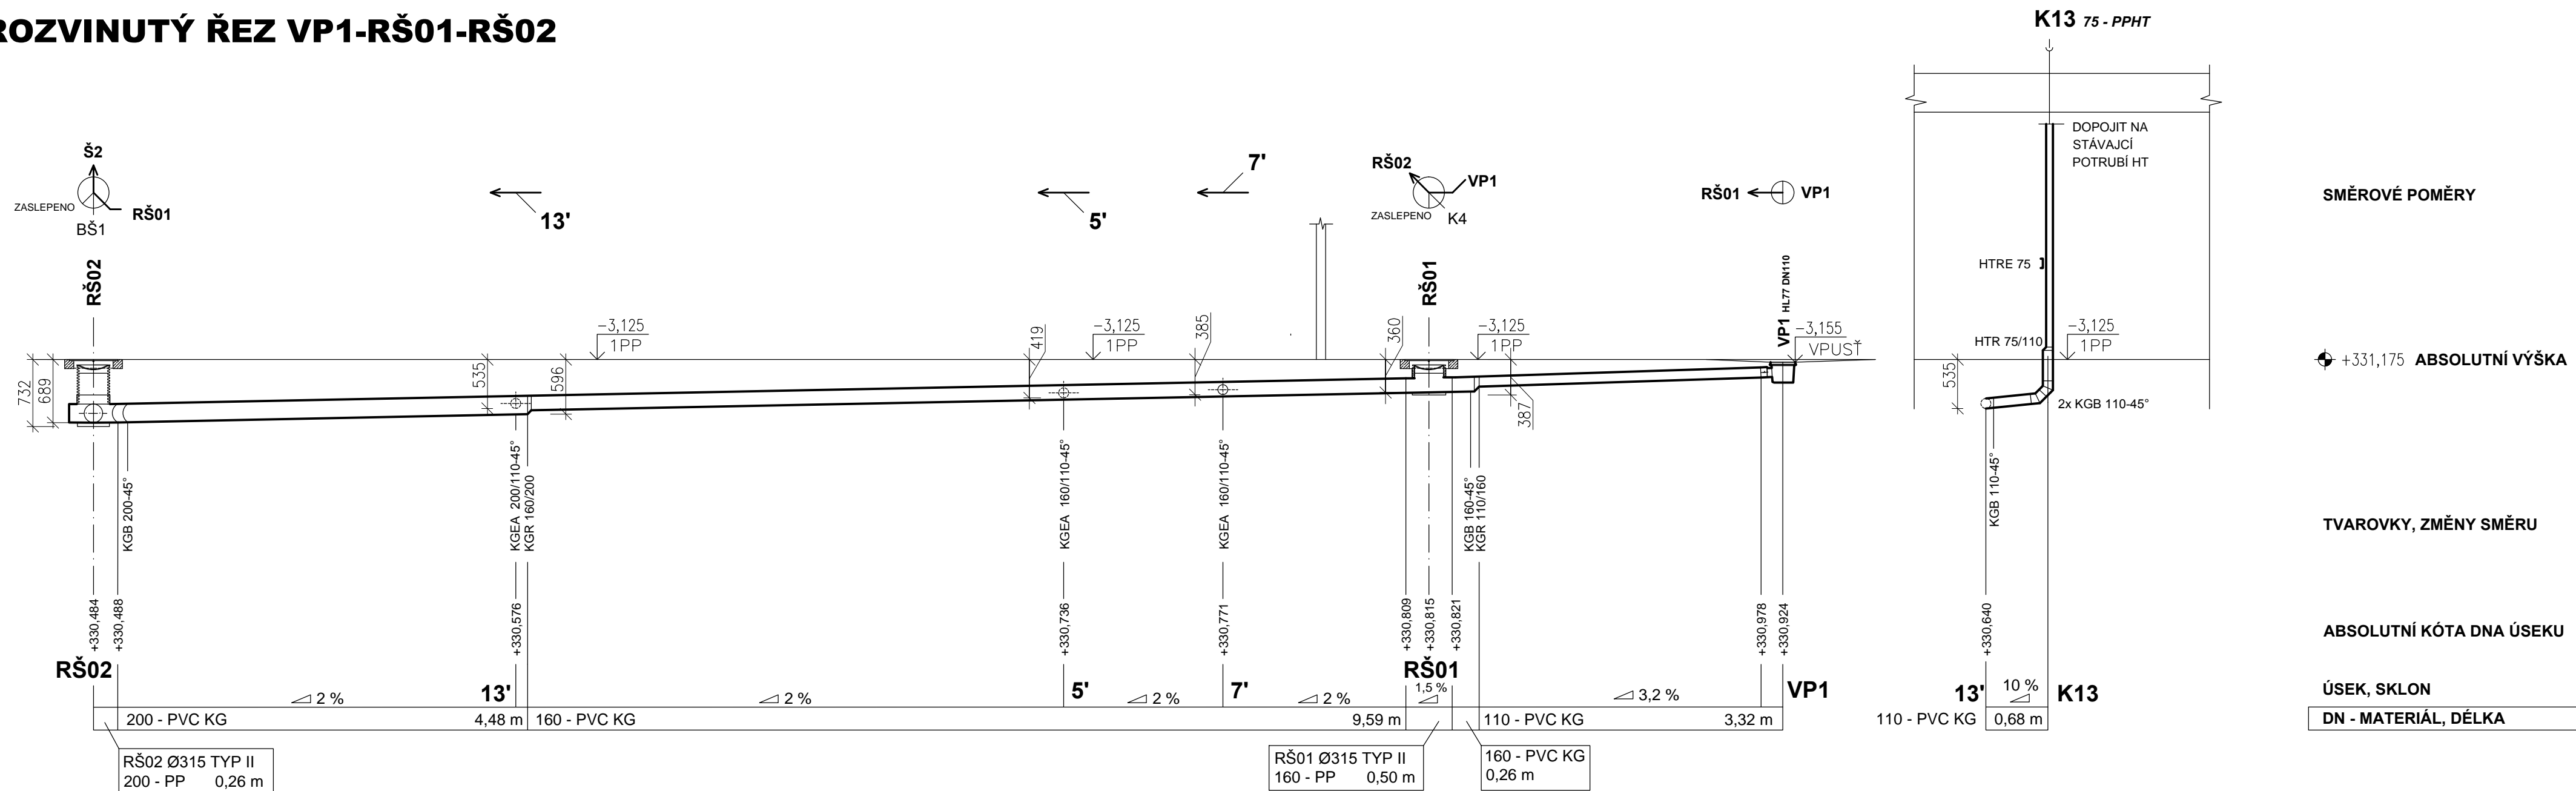 ROZVINUTÝ ŘEZ VP1-RŠ01-RŠ02
K13 75 - PPHT
DOPOJIT NA
STÁVAJCÍ
POTRUBÍ HT
Š2
ZASLEPENO
RŠ01
BŠ1
13'
5'
7'
RŠ02
VP1
ZASLEPENO
K4
RŠ01
VP1
SMĚROVÉ POMĚRY
RŠ02
RŠ01
VP1 HL77 DN110
HTRE 75
732
689
535
596
-3,125
1PP
419
-3,125
1PP
385
360
-3,125
1PP
387
-3,155
VPUSŤ
HTR 75/110
-3,125
1PP
535
2x KGB 110-45°
+331,175 ABSOLUTNÍ VÝŠKA
KGB 200-45°
KGEA 200/110-45°
KGR 160/200
KGEA 160/110-45°
KGEA 160/110-45°
KGB 160-45°
KGR 110/160
KGB 110-45°
TVAROVKY, ZMĚNY SMĚRU
+330,484
+330,488
+330,576
+330,736
+330,771
+330,809
+330,815
+330,821
+330,978
+330,924
+330,640
ABSOLUTNÍ KÓTA DNA ÚSEKU
RŠ02
2 %
13'
2 %
5'
2 %
7'
2 %
RŠ01
1,5 %
3,2 %
VP1
13'
10 %
K13
ÚSEK, SKLON
200 - PVC KG
4,48 m
160 - PVC KG
9,59 m
110 - PVC KG
3,32 m
110 - PVC KG
0,68 m
DN - MATERIÁL, DÉLKA
RŠ02 Ø315 TYP II
200 - PP 0,26 m
RŠ01 Ø315 TYP II
160 - PP 0,50 m
160 - PVC KG
0,26 m